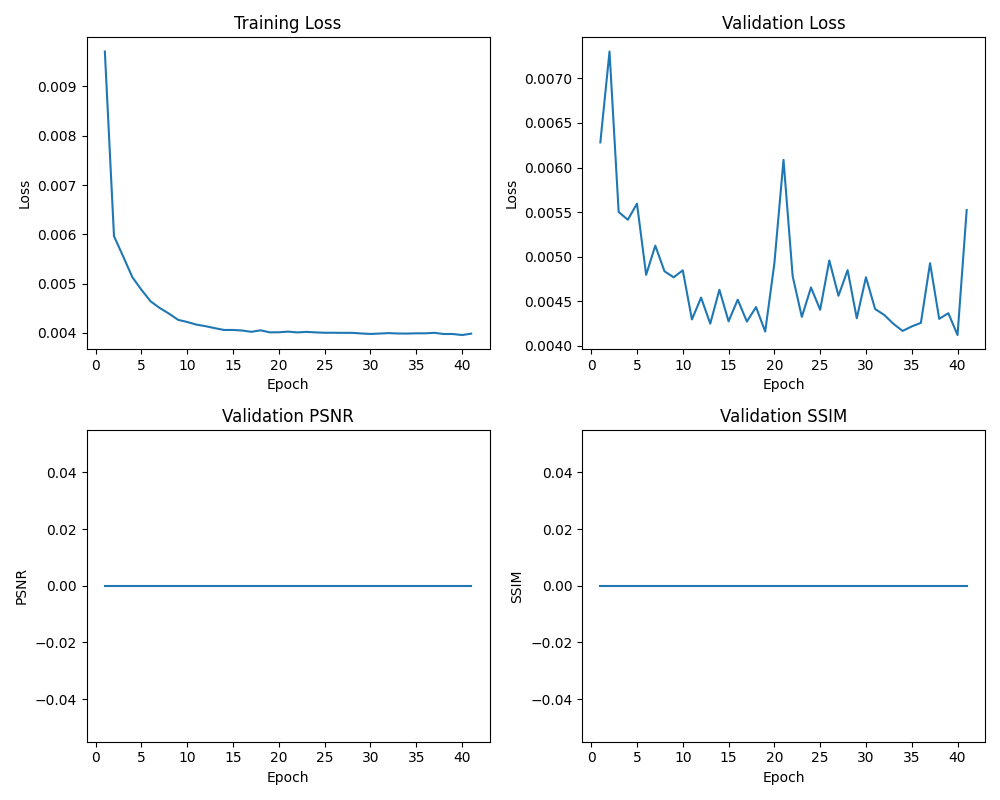 Training Loss
Loss
0.009
0.008
0.007
0.006
0.005
0.004
0 5 10 15 20 25 30 35 40
Epoch
Validation Loss
Loss
0.0070
0.0065
0.0060
0.0055
0.0050
0.0045
0.0040
0 5 10 15 20 25 30 35 40
Epoch
Validation PSNR
PSNR
0.04
0.02
0.00
−0.02
−0.04
0 5 10 15 20 25 30 35 40
Epoch
Validation SSIM
SSIM
0.04
0.02
0.00
−0.02
−0.04
0 5 10 15 20 25 30 35 40
Epoch